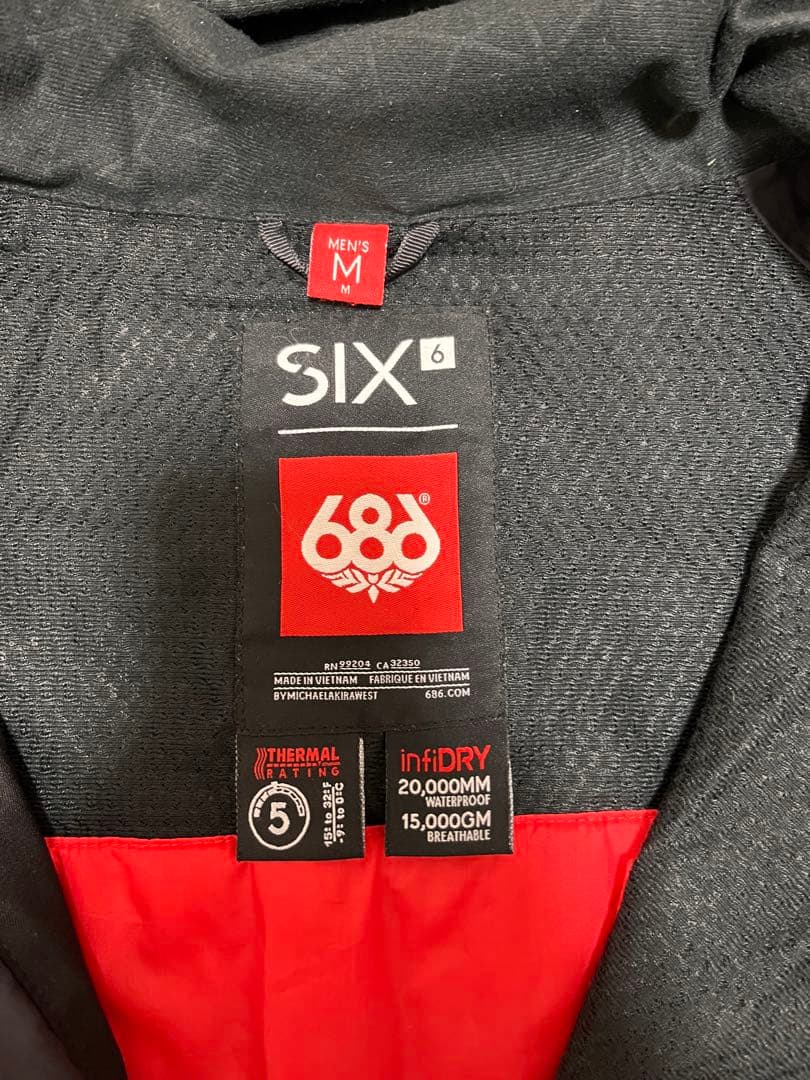 MEN'S
M
M
SIX 6
686®
RN 99204 CA 32350
MADE IN VIETNAM FABRIQUE EN VIETNAM
BYMICHAELAKIRAWEST 686.COM
THERMAL
RATING
5
15° to 32°F
-9° to 0°C
infiDRY
20,000MM
WATERPROOF
15,000GM
BREATHABLE